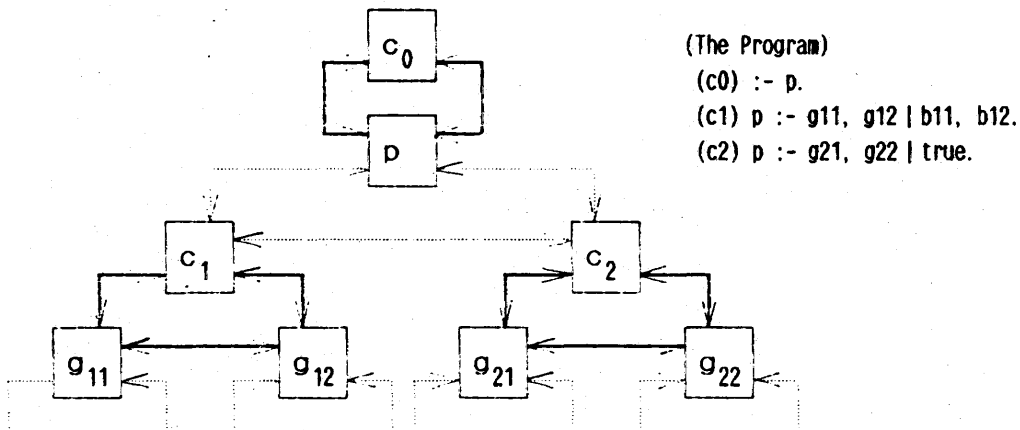 c0
(The Program)
(c0) :- p.
(c1) p :- g11, g12 | b11, b12.
(c2) p :- g21, g22 | true.
p
c1
c2
g11
g12
g21
g22